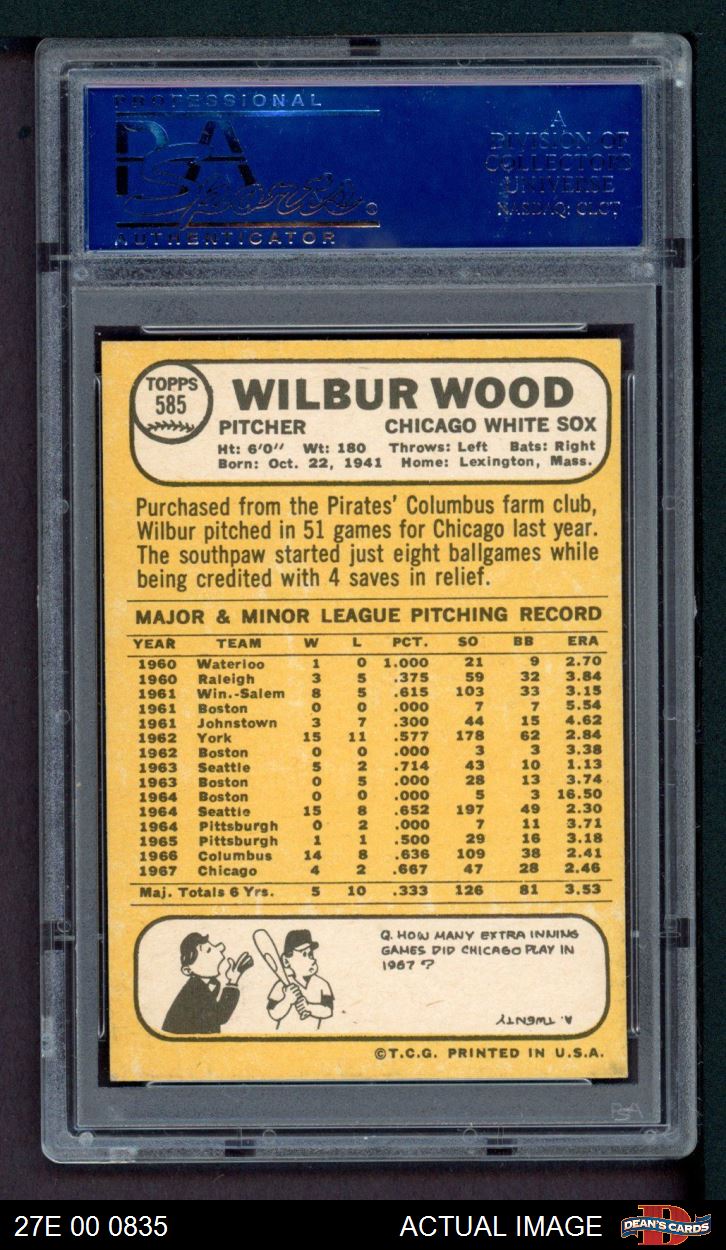 PROFESSIONAL
PSA
Sports
AUTHENTICATOR
A
DIVISION OF
COLLECTORS
UNIVERSE
NASDAQ: CLCT
TOPPS
585
WILBUR WOOD
PITCHER CHICAGO WHITE SOX
Ht: 6'0" Wt: 180 Throws: Left Bats: Right
Born: Oct. 22, 1941 Home: Lexington, Mass.
Purchased from the Pirates' Columbus farm club,
Wilbur pitched in 51 games for Chicago last year.
The southpaw started just eight ballgames while
being credited with 4 saves in relief.
MAJOR & MINOR LEAGUE PITCHING RECORD
YEAR TEAM W L PCT. SO BB ERA
1960 Waterloo 1 0 1.000 21 9 2.70
1960 Raleigh 3 5 .375 59 32 3.84
1961 Win.-Salem 8 5 .615 103 33 3.15
1961 Boston 0 0 .000 7 7 5.54
1961 Johnstown 3 7 .300 44 15 4.62
1962 York 15 11 .577 178 62 2.84
1962 Boston 0 0 .000 3 3 3.38
1963 Seattle 5 2 .714 43 10 1.13
1963 Boston 0 5 .000 28 13 3.74
1964 Boston 0 0 .000 5 3 16.50
1964 Seattle 15 8 .652 197 49 2.30
1964 Pittsburgh 0 2 .000 7 11 3.71
1965 Pittsburgh 1 1 .500 29 16 3.18
1966 Columbus 14 8 .636 109 38 2.41
1967 Chicago 4 2 .667 47 28 2.46
Maj. Totals 6 Yrs. 5 10 .333 126 81 3.53
Q. HOW MANY EXTRA INNING
GAMES DID CHICAGO PLAY IN
1967?
A. TWENTY
©T.C.G. PRINTED IN U.S.A.
PSA
27E 00 0835 ACTUAL IMAGE DEAN'S CARDS